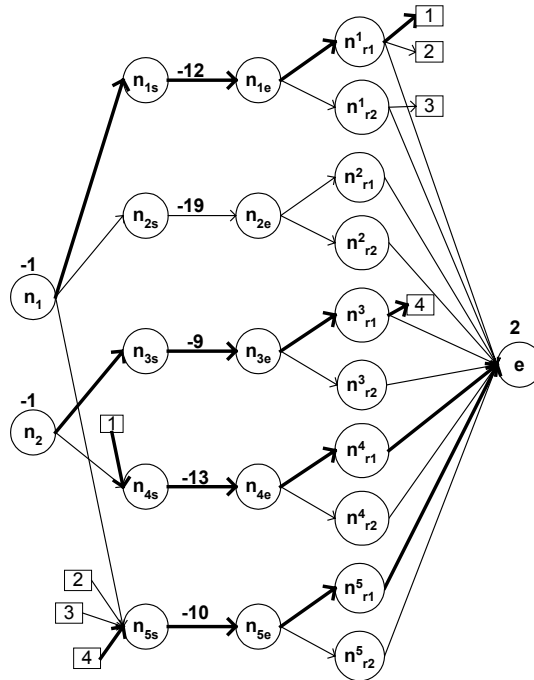 n¹r1 1
2
-12
n1s n1e
n¹r2 3
n²r1
-19
n2s n2e
n²r2
-1
n1
n³r1 4
-9
n3s n3e
2
e
n³r2
-1
n2
1
n⁴r1
-13
n4s n4e
n⁴r2
2
n⁵r1
3
-10
n5s n5e
4
n⁵r2